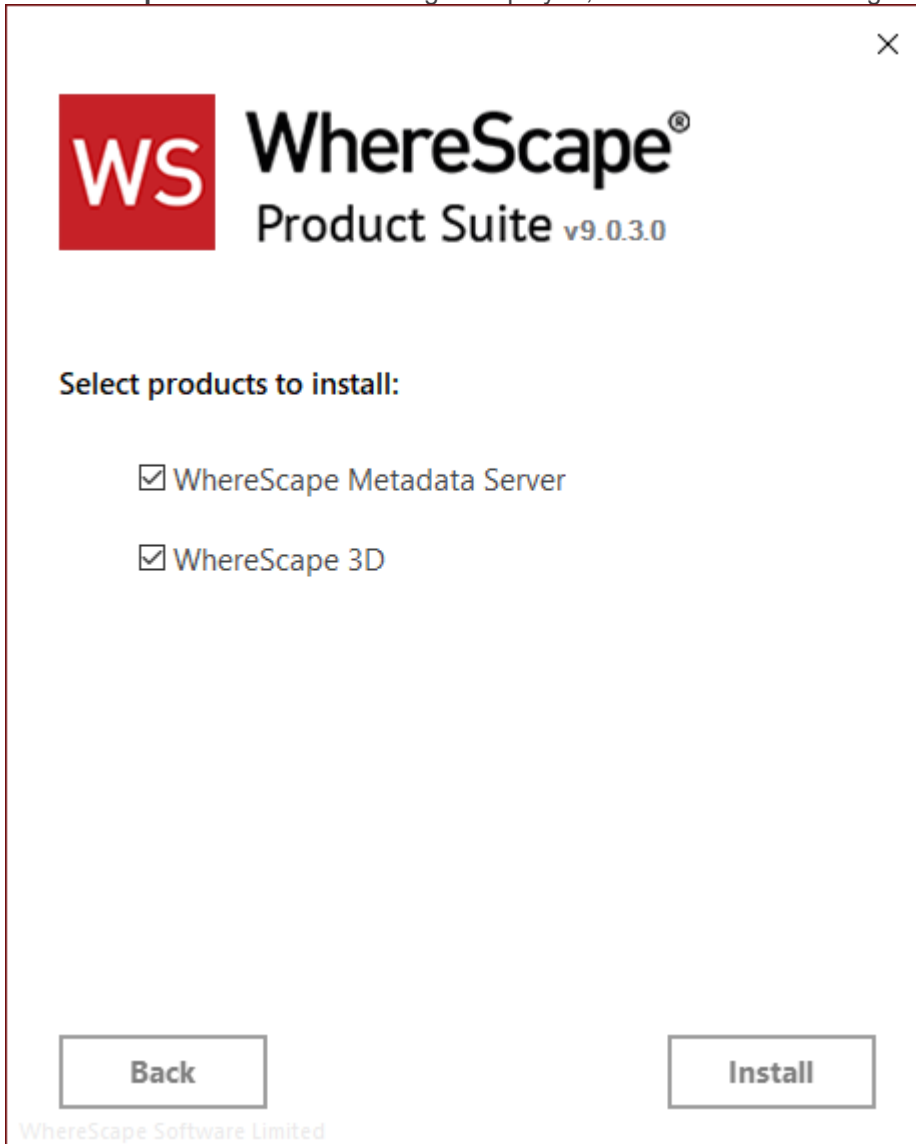 ×
WS
WhereScape®
Product Suite v9.0.3.0
Select products to install:
WhereScape Metadata Server
WhereScape 3D
Back
Install
WhereScape Software Limited